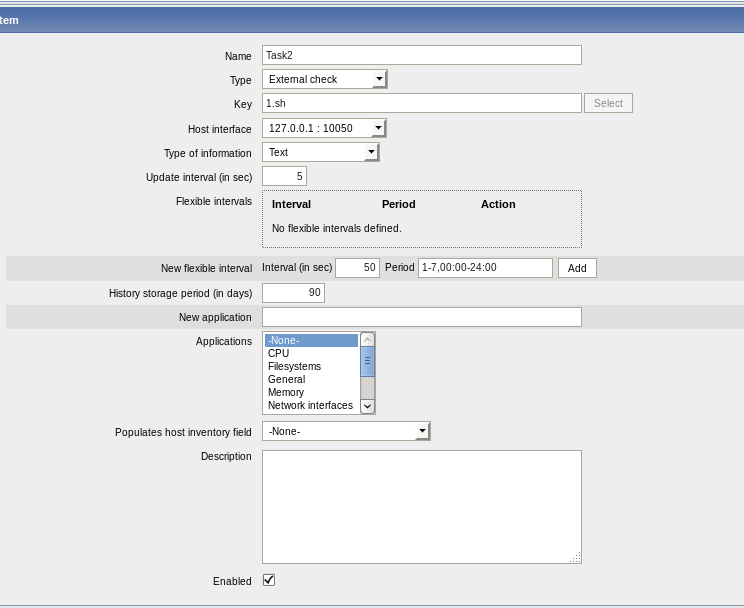 tem
Name Task2
Type External check
Key 1.sh Select
Host interface 127.0.0.1 : 10050
Type of information Text
Update interval (in sec) 5
Flexible intervals Interval Period Action
No flexible intervals defined.
New flexible interval Interval (in sec) 50 Period 1-7,00:00-24:00 Add
History storage period (in days) 90
New application
Applications -None-
CPU
Filesystems
General
Memory
Network interfaces
Populates host inventory field -None-
Description
Enabled